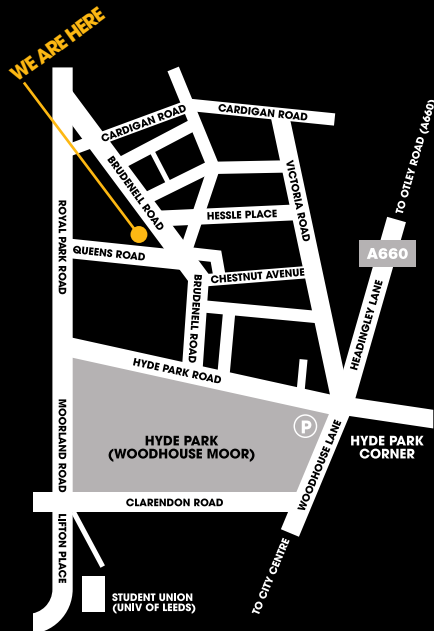 WE ARE HERE
CARDIGAN ROAD
CARDIGAN ROAD
TO OTLEY ROAD (A660)
BRUDENELL ROAD
VICTORIA ROAD
ROYAL PARK ROAD
HESSLE PLACE
QUEENS ROAD
A660
CHESTNUT AVENUE
BRUDENELL ROAD
HEADINGLEY LANE
HYDE PARK ROAD
MOORLAND ROAD
P
HYDE PARK
(WOODHOUSE MOOR)
HYDE PARK
CORNER
WOODHOUSE LANE
CLARENDON ROAD
LIFTON PLACE
TO CITY CENTRE
STUDENT UNION
(UNIV OF LEEDS)